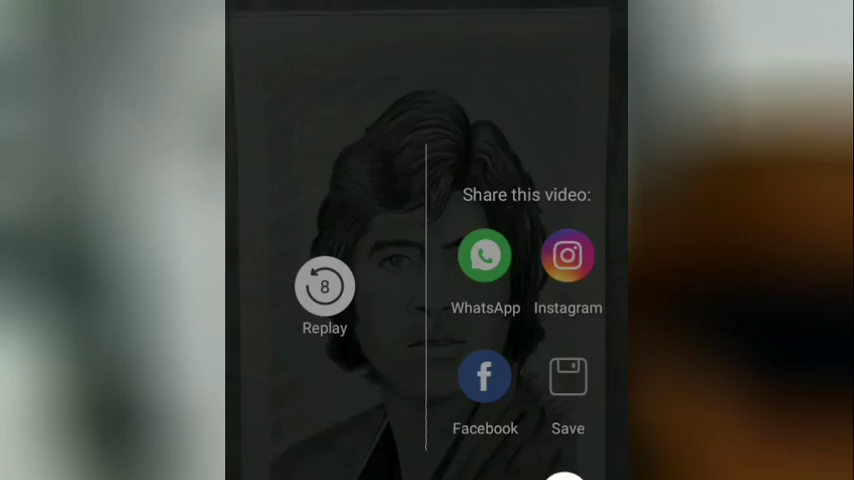 Share this video:
8
Replay
WhatsApp Instagram
Facebook Save